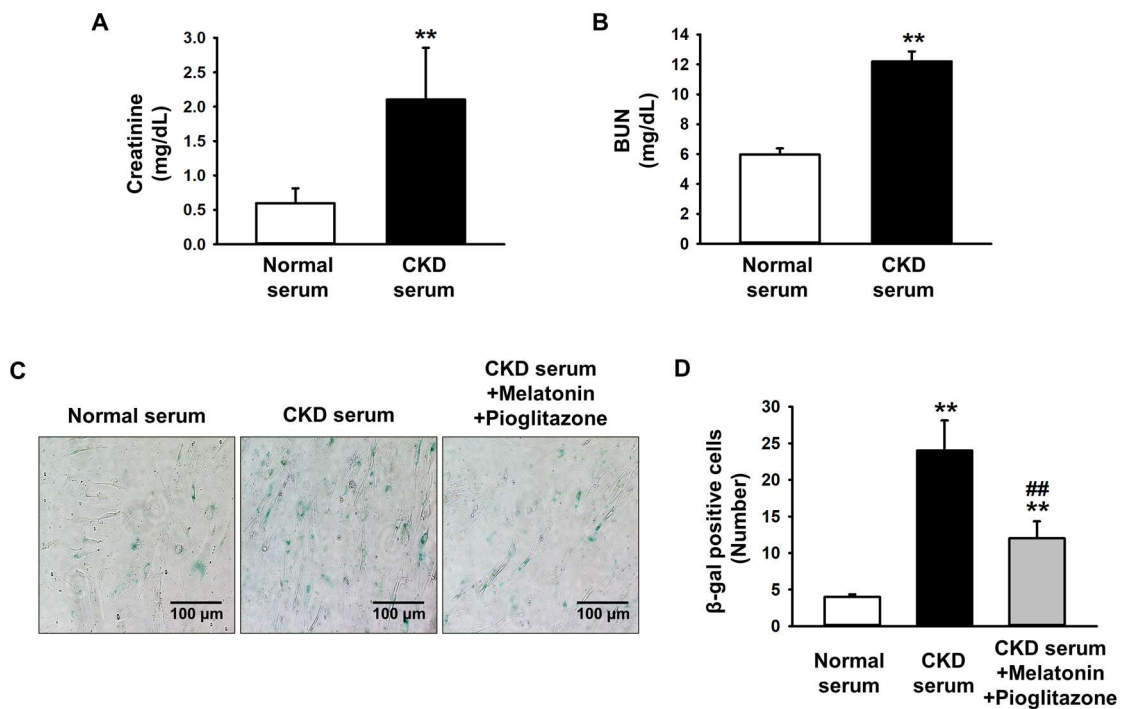 A
Creatinine
(mg/dL)
3.0
2.5
2.0
1.5
1.0
0.5
0.0
**
Normal
serum
CKD
serum
B
BUN
(mg/dL)
14
12
10
8
6
4
2
0
**
Normal
serum
CKD
serum
C
Normal serum
CKD serum
CKD serum
+Melatonin
+Pioglitazone
100 μm
100 μm
100 μm
D
β-gal positive cells
(Number)
30
25
20
15
10
5
0
**
##
**
Normal
serum
CKD
serum
CKD serum
+Melatonin
+Pioglitazone